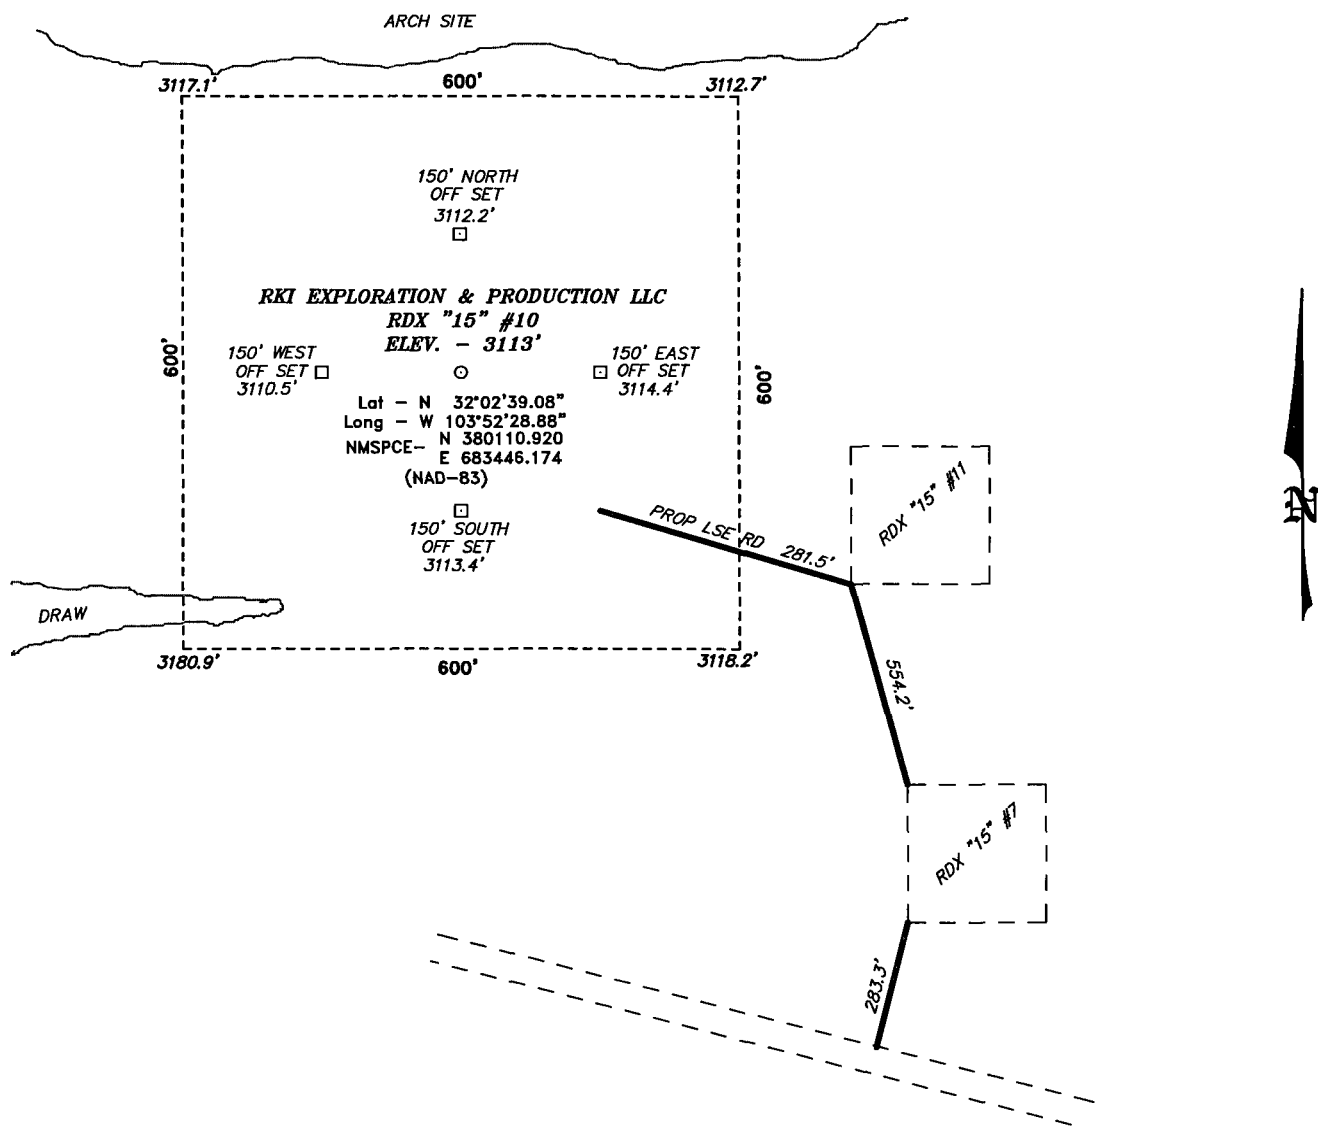 ARCH SITE
3117.1'
600'
3112.7'
150' NORTH
OFF SET
3112.2'
RKI EXPLORATION & PRODUCTION LLC
RDX "15" #10
ELEV. - 3113'
600'
150' WEST
OFF SET
3110.5'
150' EAST
OFF SET
3114.4'
600'
Lat - N 32°02'39.08"
Long - W 103°52'28.88"
NMSPCE- N 380110.920
E 683446.174
(NAD-83)
150' SOUTH
OFF SET
3113.4'
PROP LSE RD 281.5'
RDX "15" #11
N
DRAW
3180.9'
600'
3118.2'
554.2'
RDX "15" #7
283.3'